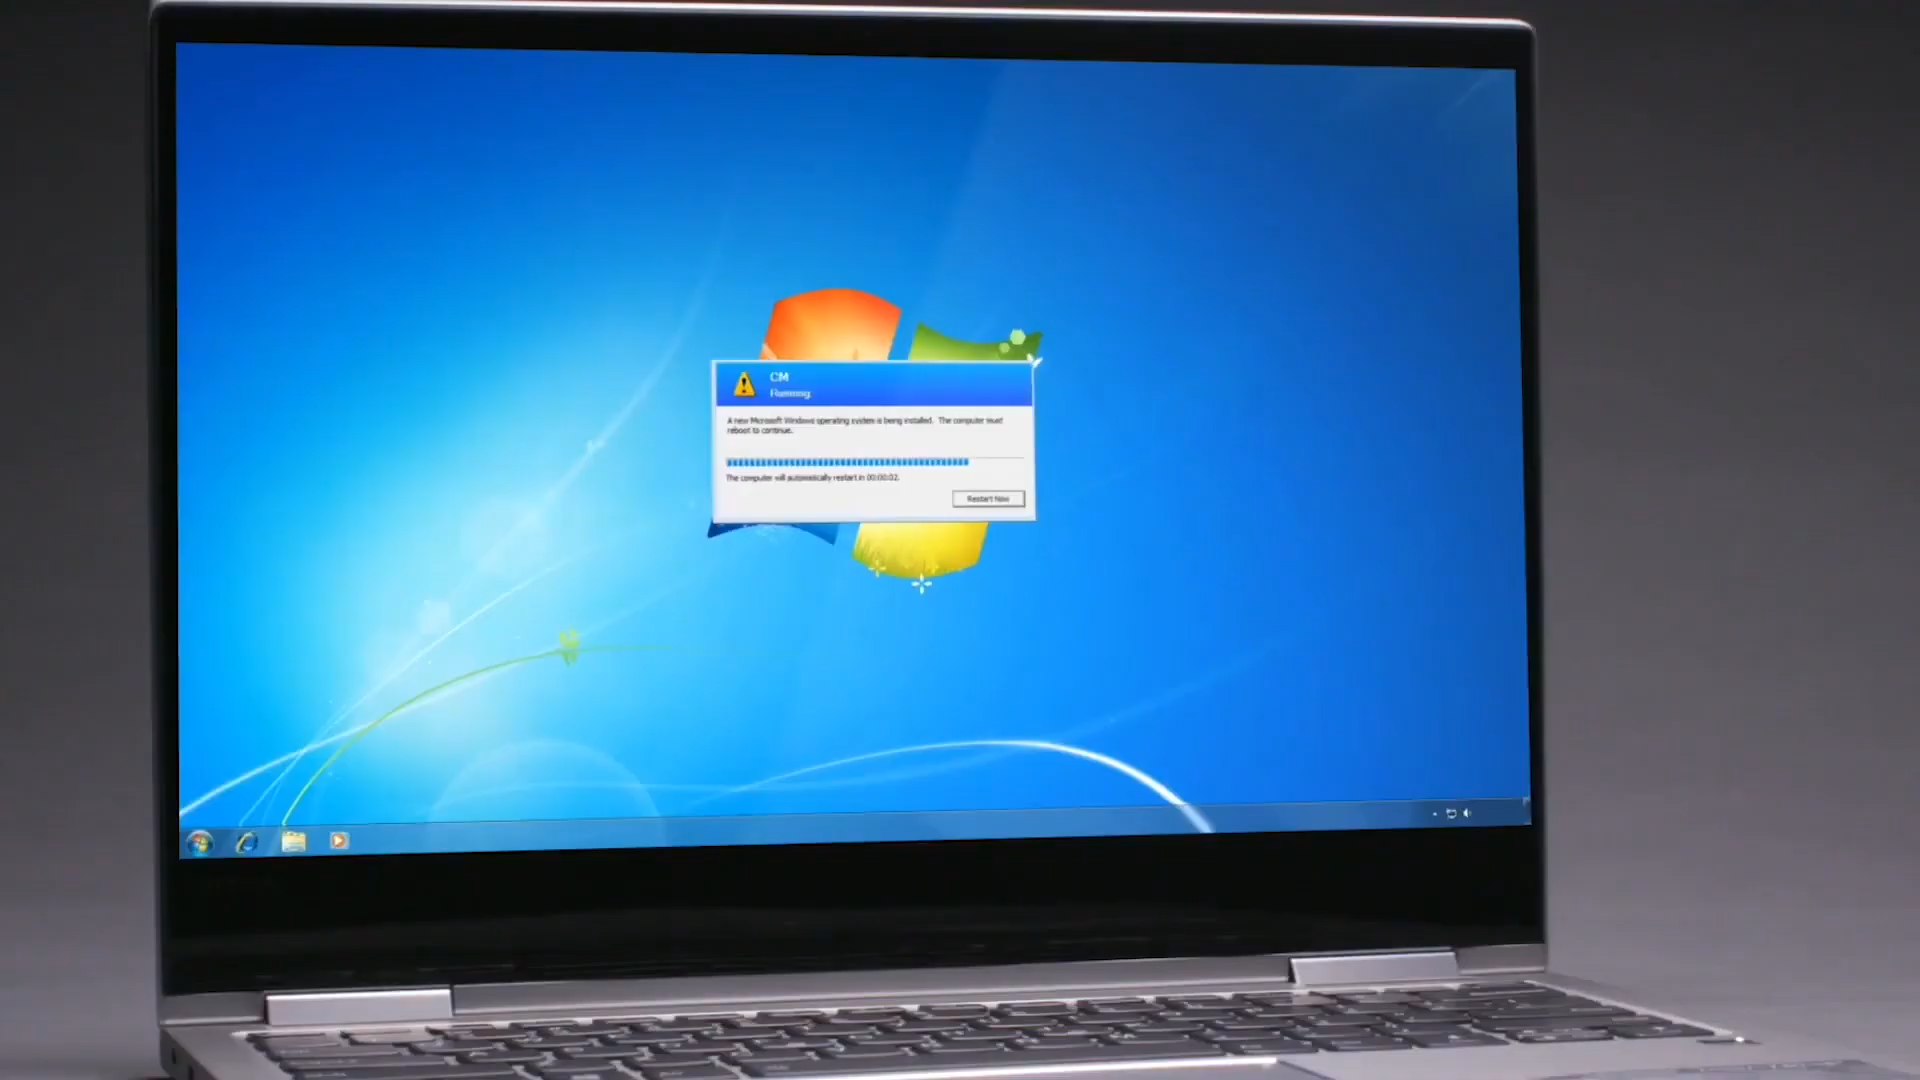 CM
Running:
A new Microsoft Windows operating system is being installed. The computer must
reboot to continue.
The computer will automatically restart in 00:00:02.
Restart Now